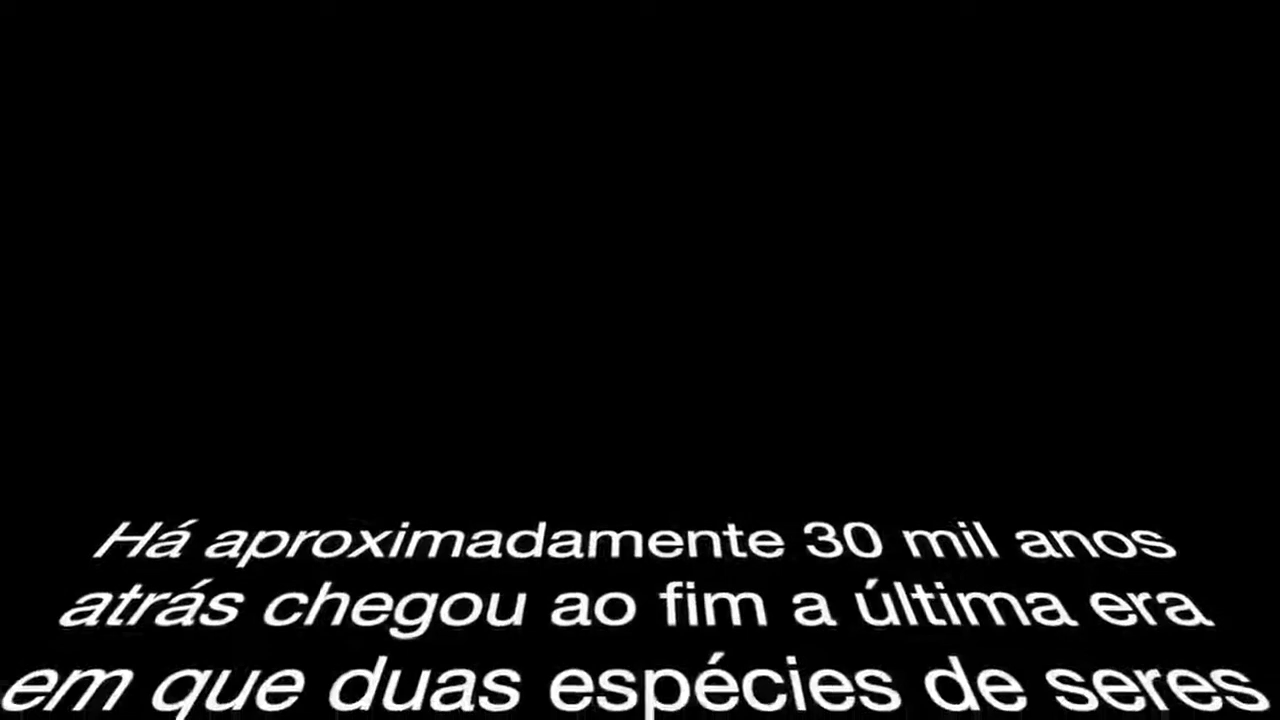 Há aproximadamente 30 mil anos
atrás chegou ao fim a última era
em que duas espécies de seres